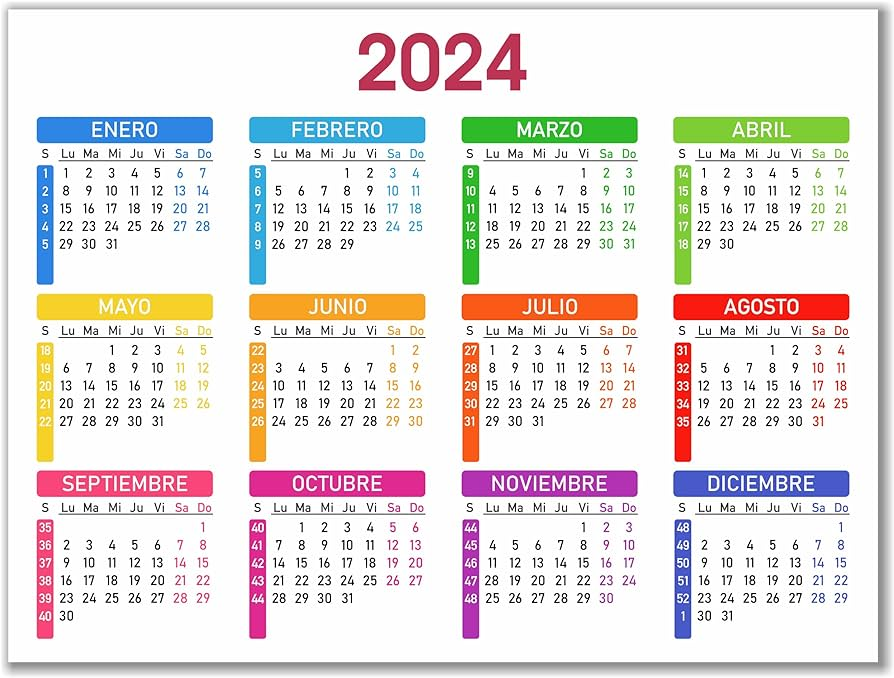 2024
ENERO
S Lu Ma Mi Ju Vi Sa Do
1 1 2 3 4 5 6 7
2 8 9 10 11 12 13 14
3 15 16 17 18 19 20 21
4 22 23 24 25 26 27 28
5 29 30 31
FEBRERO
S Lu Ma Mi Ju Vi Sa Do
5 1 2 3 4
6 5 6 7 8 9 10 11
7 12 13 14 15 16 17 18
8 19 20 21 22 23 24 25
9 26 27 28 29
MARZO
S Lu Ma Mi Ju Vi Sa Do
9 1 2 3
10 4 5 6 7 8 9 10
11 11 12 13 14 15 16 17
12 18 19 20 21 22 23 24
13 25 26 27 28 29 30 31
ABRIL
S Lu Ma Mi Ju Vi Sa Do
14 1 2 3 4 5 6 7
15 8 9 10 11 12 13 14
16 15 16 17 18 19 20 21
17 22 23 24 25 26 27 28
18 29 30
MAYO
S Lu Ma Mi Ju Vi Sa Do
18 1 2 3 4 5
19 6 7 8 9 10 11 12
20 13 14 15 16 17 18 19
21 20 21 22 23 24 25 26
22 27 28 29 30 31
JUNIO
S Lu Ma Mi Ju Vi Sa Do
22 1 2
23 3 4 5 6 7 8 9
24 10 11 12 13 14 15 16
25 17 18 19 20 21 22 23
26 24 25 26 27 28 29 30
JULIO
S Lu Ma Mi Ju Vi Sa Do
27 1 2 3 4 5 6 7
28 8 9 10 11 12 13 14
29 15 16 17 18 19 20 21
30 22 23 24 25 26 27 28
31 29 30 31
AGOSTO
S Lu Ma Mi Ju Vi Sa Do
31 1 2 3 4
32 5 6 7 8 9 10 11
33 12 13 14 15 16 17 18
34 19 20 21 22 23 24 25
35 26 27 28 29 30 31
SEPTIEMBRE
S Lu Ma Mi Ju Vi Sa Do
35 1
36 2 3 4 5 6 7 8
37 9 10 11 12 13 14 15
38 16 17 18 19 20 21 22
39 23 24 25 26 27 28 29
40 30
OCTUBRE
S Lu Ma Mi Ju Vi Sa Do
40 1 2 3 4 5 6
41 7 8 9 10 11 12 13
42 14 15 16 17 18 19 20
43 21 22 23 24 25 26 27
44 28 29 30 31
NOVIEMBRE
S Lu Ma Mi Ju Vi Sa Do
44 1 2 3
45 4 5 6 7 8 9 10
46 11 12 13 14 15 16 17
47 18 19 20 21 22 23 24
48 25 26 27 28 29 30
DICIEMBRE
S Lu Ma Mi Ju Vi Sa Do
48 1
49 2 3 4 5 6 7 8
50 9 10 11 12 13 14 15
51 16 17 18 19 20 21 22
52 23 24 25 26 27 28 29
1 30 31